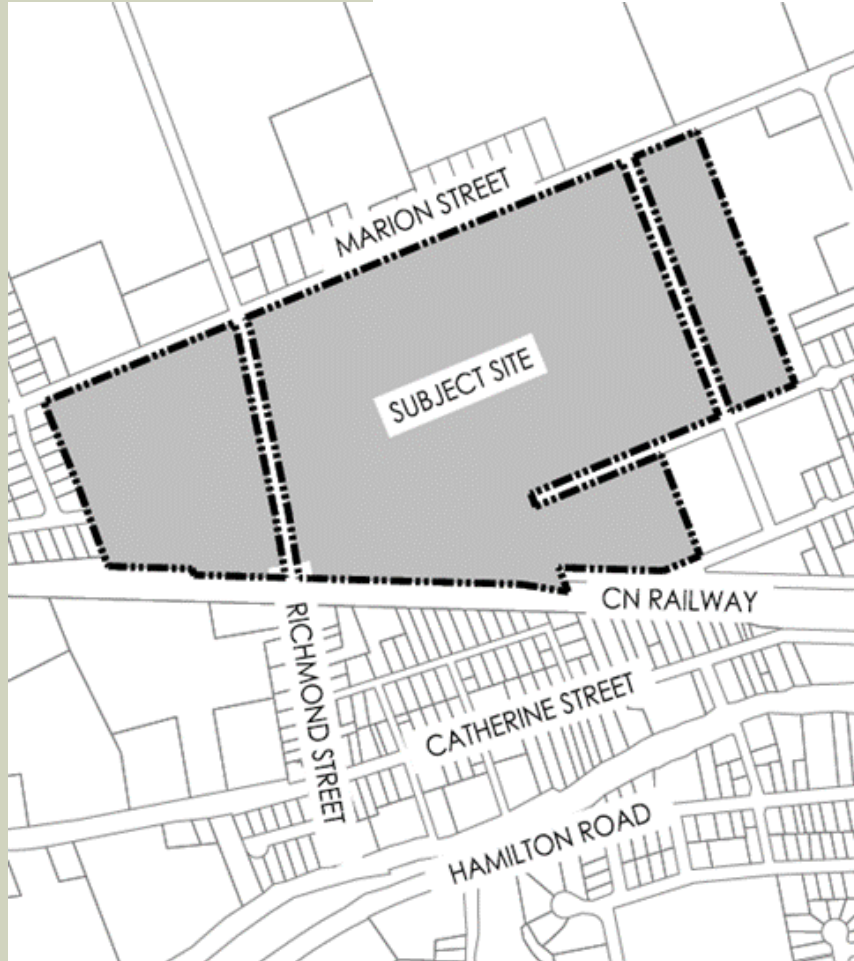 MARION STREET
SUBJECT SITE
CN RAILWAY
RICHMOND STREET
CATHERINE STREET
HAMILTON ROAD